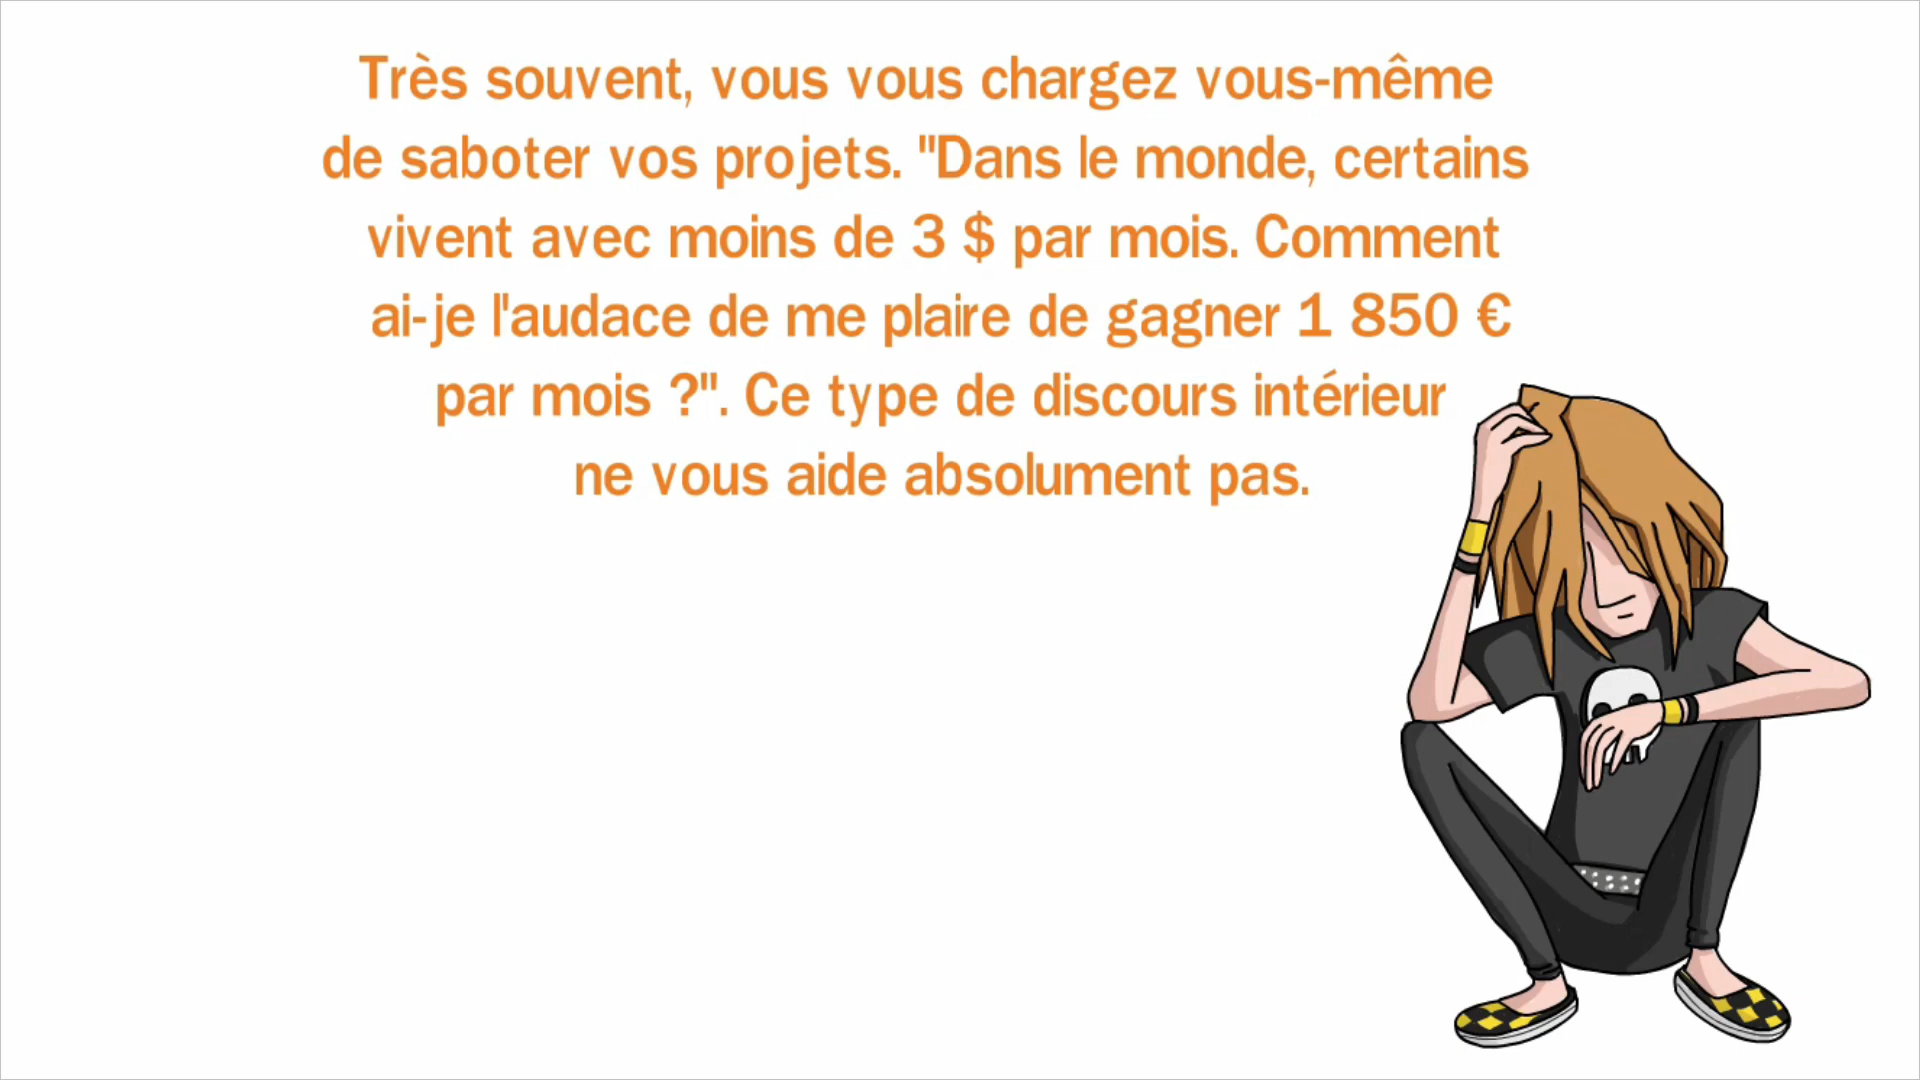 Très souvent, vous vous chargez vous-même
de saboter vos projets. "Dans le monde, certains
vivent avec moins de 3 $ par mois. Comment
ai-je l'audace de me plaire de gagner 1 850 €
par mois ?". Ce type de discours intérieur
ne vous aide absolument pas.